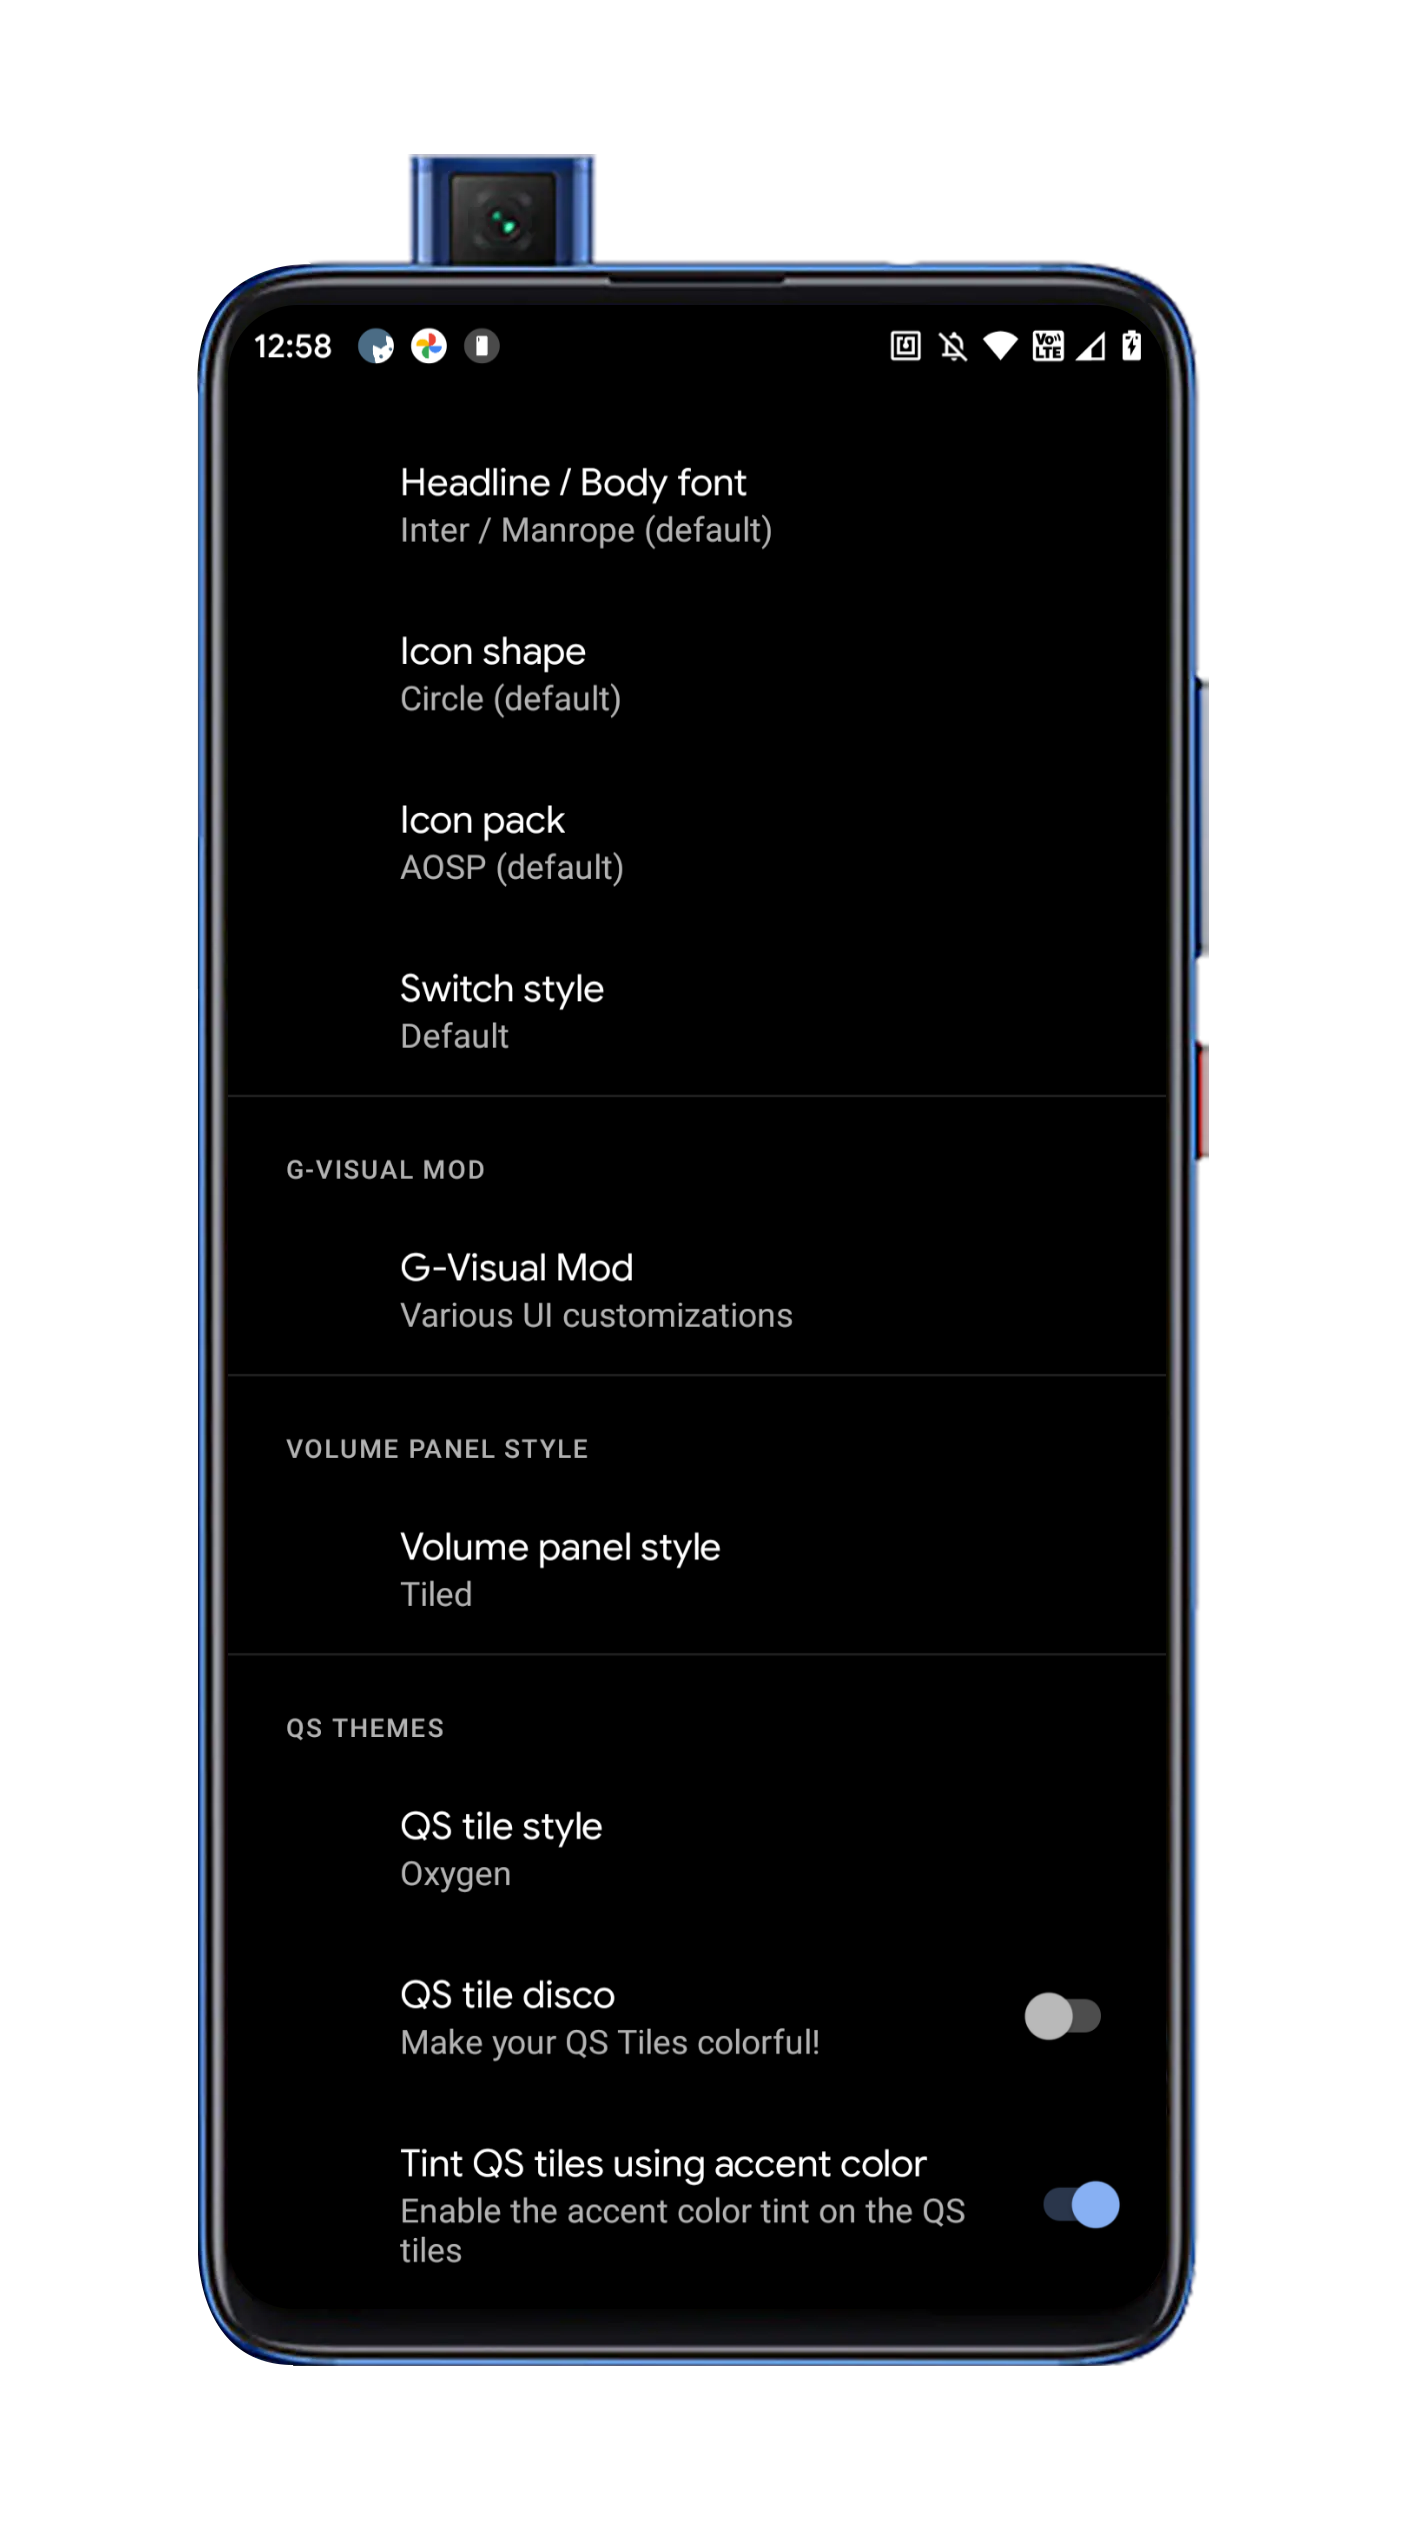 12:58
Vo)) LTE
Headline / Body font
Inter / Manrope (default)
Icon shape
Circle (default)
Icon pack
AOSP (default)
Switch style
Default
G-VISUAL MOD
G-Visual Mod
Various UI customizations
VOLUME PANEL STYLE
Volume panel style
Tiled
QS THEMES
QS tile style
Oxygen
QS tile disco
Make your QS Tiles colorful!
Tint QS tiles using accent color
Enable the accent color tint on the QS
tiles